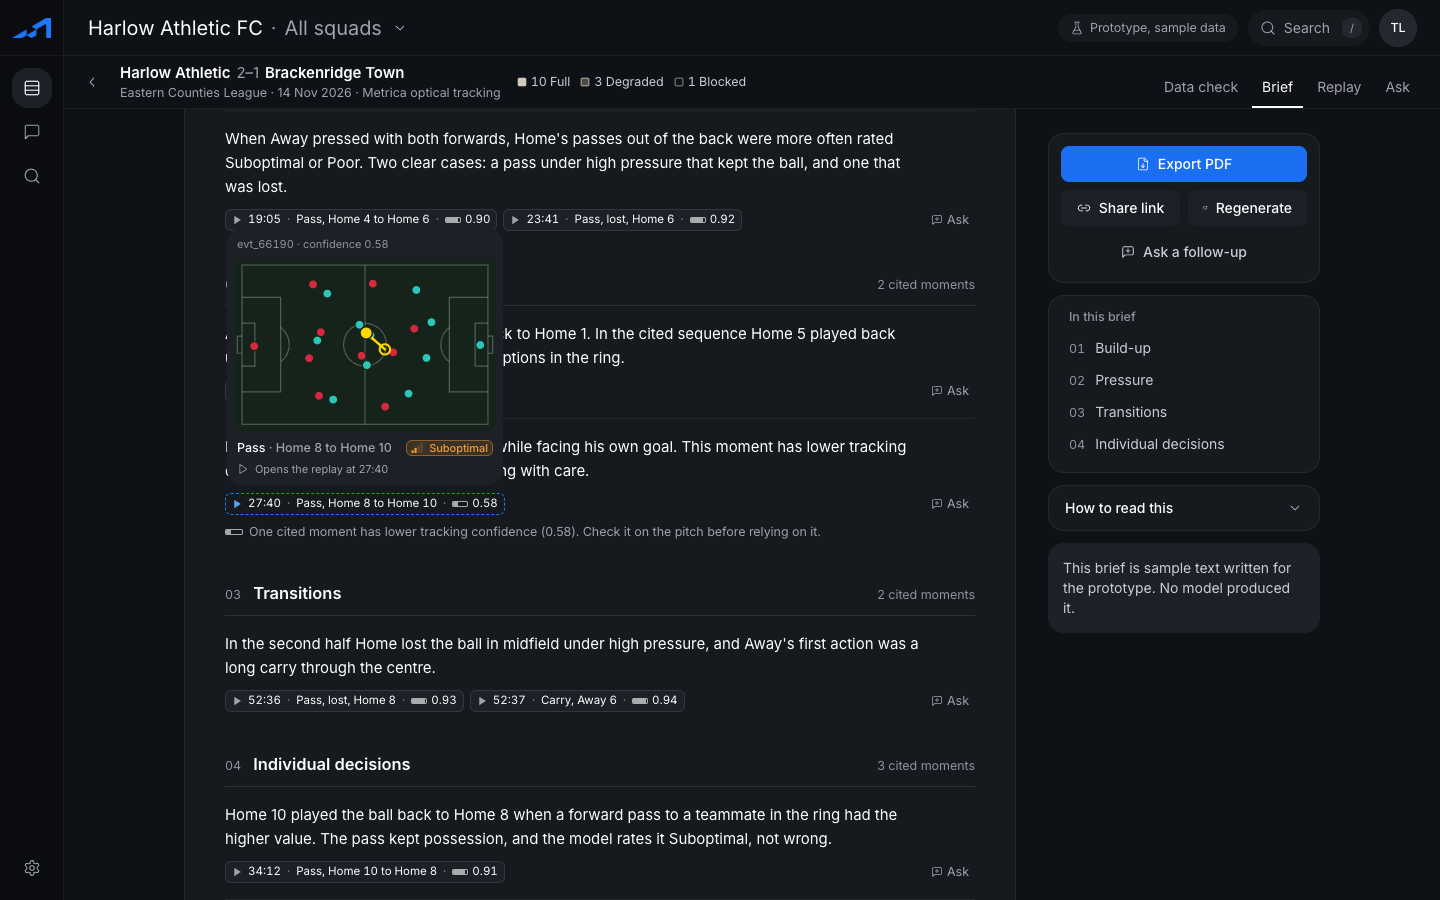 Harlow Athletic FC · All squads
Prototype, sample data
Search /
TL
Harlow Athletic 2–1 Brackenridge Town
Eastern Counties League · 14 Nov 2026 · Metrica optical tracking
10 Full 3 Degraded 1 Blocked
Data check Brief Replay Ask
When Away pressed with both forwards, Home's passes out of the back were more often rated
Suboptimal or Poor. Two clear cases: a pass under high pressure that kept the ball, and one that
was lost.
19:05 · Pass, Home 4 to Home 6 · 0.90
23:41 · Pass, lost, Home 6 · 0.92
Ask
evt_66190 · confidence 0.58
2 cited moments
k to Home 1. In the cited sequence Home 5 played back
ptions in the ring.
Ask
Pass · Home 8 to Home 10 Suboptimal
Opens the replay at 27:40
while facing his own goal. This moment has lower tracking
ng with care.
27:40 · Pass, Home 8 to Home 10 · 0.58
Ask
One cited moment has lower tracking confidence (0.58). Check it on the pitch before relying on it.
03 Transitions
2 cited moments
In the second half Home lost the ball in midfield under high pressure, and Away's first action was a
long carry through the centre.
52:36 · Pass, lost, Home 8 · 0.93
52:37 · Carry, Away 6 · 0.94
Ask
04 Individual decisions
3 cited moments
Home 10 played the ball back to Home 8 when a forward pass to a teammate in the ring had the
higher value. The pass kept possession, and the model rates it Suboptimal, not wrong.
34:12 · Pass, Home 10 to Home 8 · 0.91
Ask
Export PDF
Share link
Regenerate
Ask a follow-up
In this brief
01 Build-up
02 Pressure
03 Transitions
04 Individual decisions
How to read this
This brief is sample text written for
the prototype. No model produced
it.